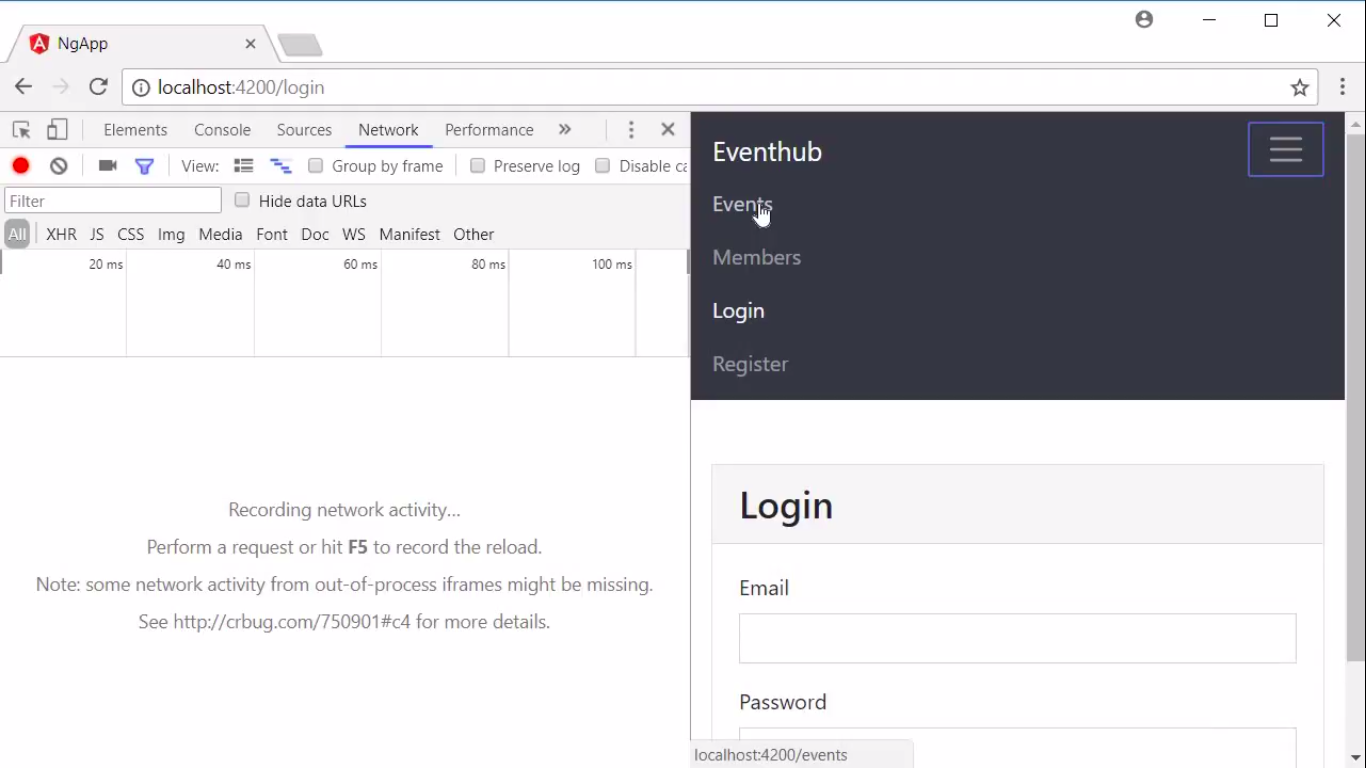 NgApp
localhost:4200/login
Elements Console Sources Network Performance »
View: Group by frame Preserve log Disable ca
Filter Hide data URLs
All XHR JS CSS Img Media Font Doc WS Manifest Other
20 ms 40 ms 60 ms 80 ms 100 ms
Recording network activity...
Perform a request or hit F5 to record the reload.
Note: some network activity from out-of-process iframes might be missing.
See http://crbug.com/750901#c4 for more details.
Eventhub
Events
Members
Login
Register
Login
Email
Password
localhost:4200/events